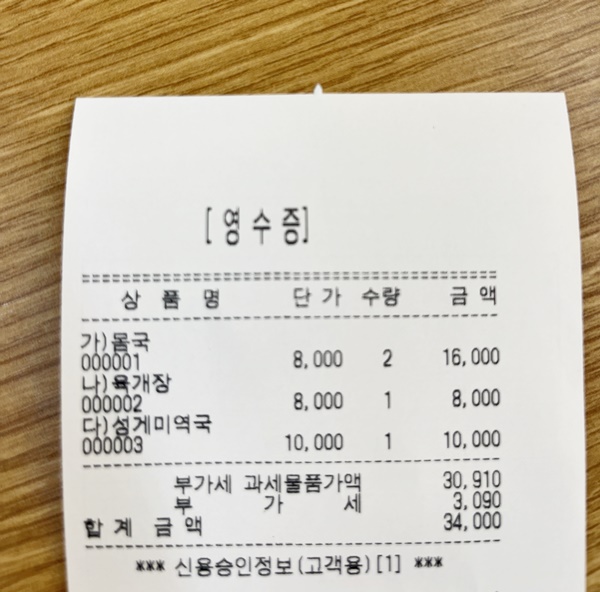 [ 영 수 증 ]
상 품 명 단 가 수량 금 액
가)몸국
000001 8,000 2 16,000
나)육개장
000002 8,000 1 8,000
다)성게미역국
000003 10,000 1 10,000
부가세 과세물품가액 30,910
부 가 세 3,090
합 계 금 액 34,000
*** 신용승인정보(고객용)[1] ***